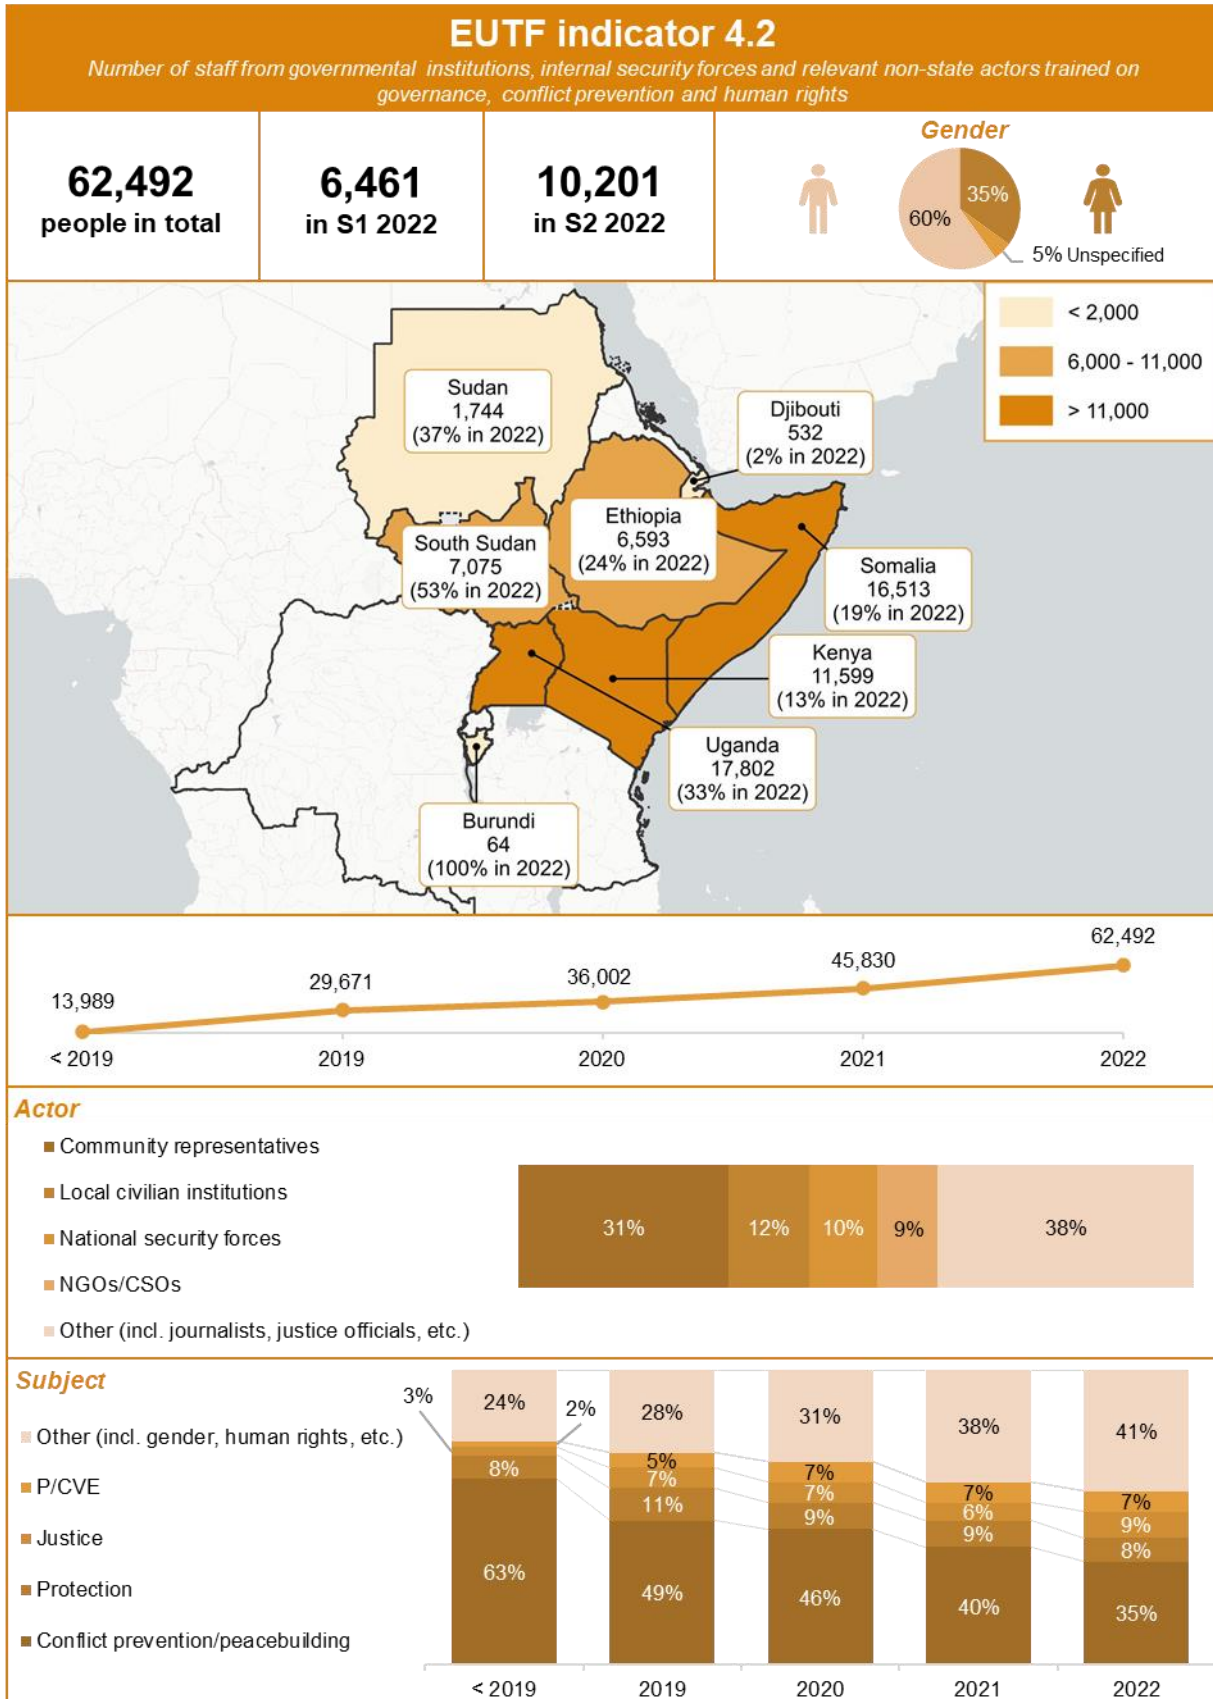 EUTF indicator 4.2
Number of staff from governmental institutions, internal security forces and relevant non-state actors trained on
governance, conflict prevention and human rights
62,492
people in total
6,461
in S1 2022
10,201
in S2 2022
Gender
35%
60%
5% Unspecified
< 2,000
6,000 - 11,000
> 11,000
Sudan
1,744
(37% in 2022)
Djibouti
532
(2% in 2022)
Ethiopia
6,593
(24% in 2022)
South Sudan
7,075
(53% in 2022)
Somalia
16,513
(19% in 2022)
Kenya
11,599
(13% in 2022)
Uganda
17,802
(33% in 2022)
Burundi
64
(100% in 2022)
13,989
29,671
36,002
45,830
62,492
< 2019
2019
2020
2021
2022
Actor
Community representatives
Local civilian institutions
National security forces
NGOs/CSOs
Other (incl. journalists, justice officials, etc.)
31%
12%
10%
9%
38%
Subject
Other (incl. gender, human rights, etc.)
P/CVE
Justice
Protection
Conflict prevention/peacebuilding
3%
24%
2%
8%
63%
28%
5%
7%
11%
49%
31%
7%
7%
9%
46%
38%
7%
6%
9%
40%
41%
7%
9%
8%
35%
< 2019
2019
2020
2021
2022